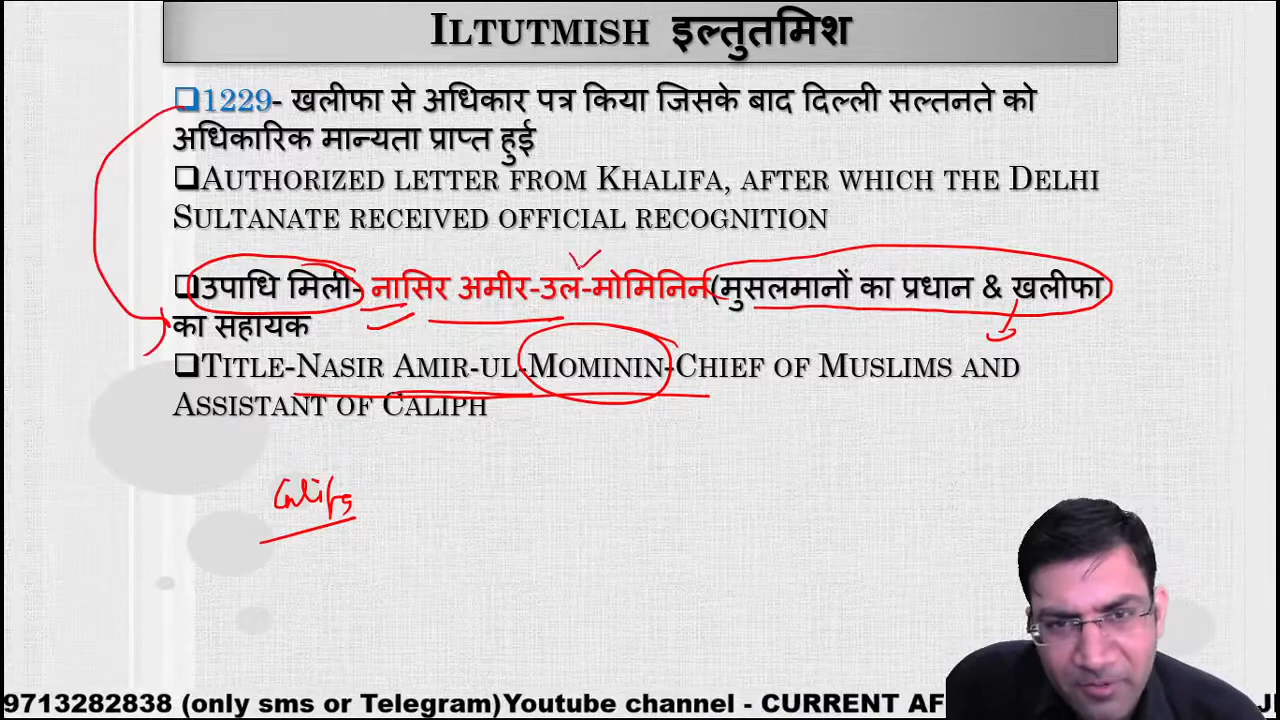 ILTUTMISH इल्तुतमिश
1229- खलीफा से अधिकार पत्र किया जिसके बाद दिल्ली सल्तनते को
अधिकारिक मान्यता प्राप्त हुई
AUTHORIZED LETTER FROM KHALIFA, AFTER WHICH THE DELHI
SULTANATE RECEIVED OFFICIAL RECOGNITION
उपाधि मिली- नासिर अमीर-उल-मोमिनिन(मुसलमानों का प्रधान & खलीफा
का सहायक
TITLE-NASIR AMIR-UL-MOMININ-CHIEF OF MUSLIMS AND
ASSISTANT OF CALIPH
9713282838 (only sms or Telegram)Youtube channel - CURRENT AF